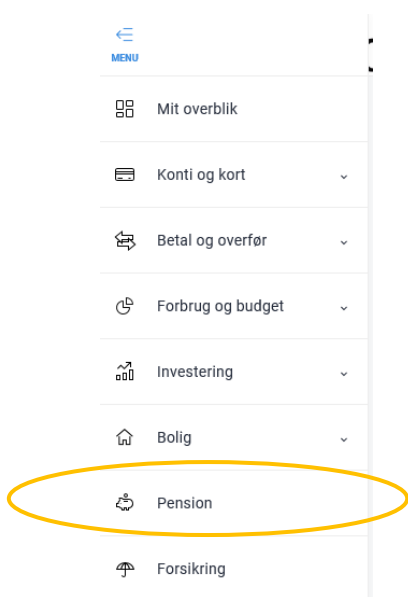 MENU
Mit overblik
Konti og kort
Betal og overfør
Forbrug og budget
Investering
Bolig
Pension
Forsikring